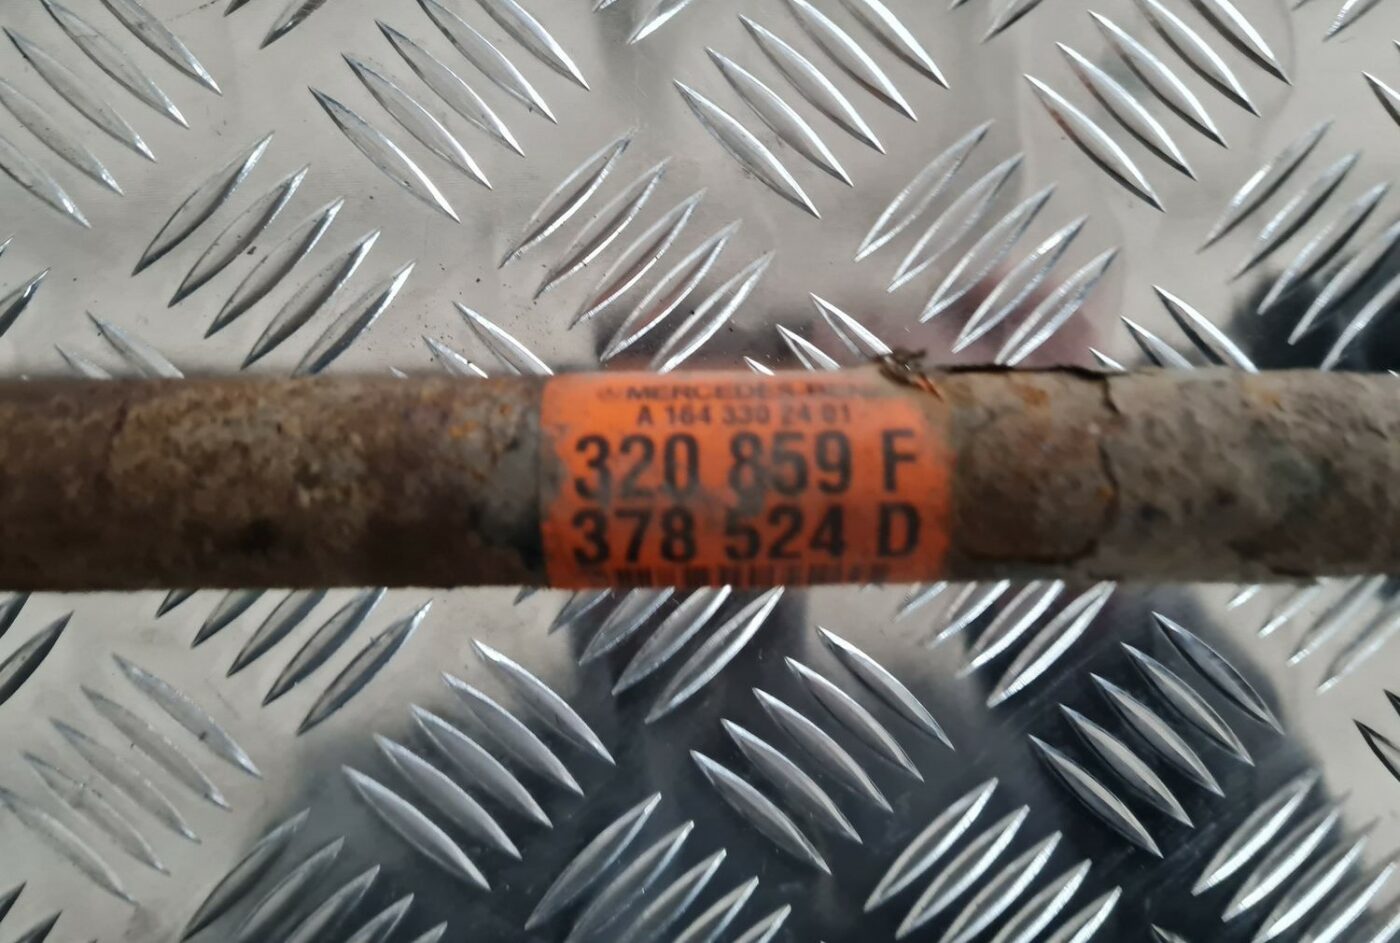 MERCEDES BENZ
A 164 330 24 01
320 859 F
378 524 D